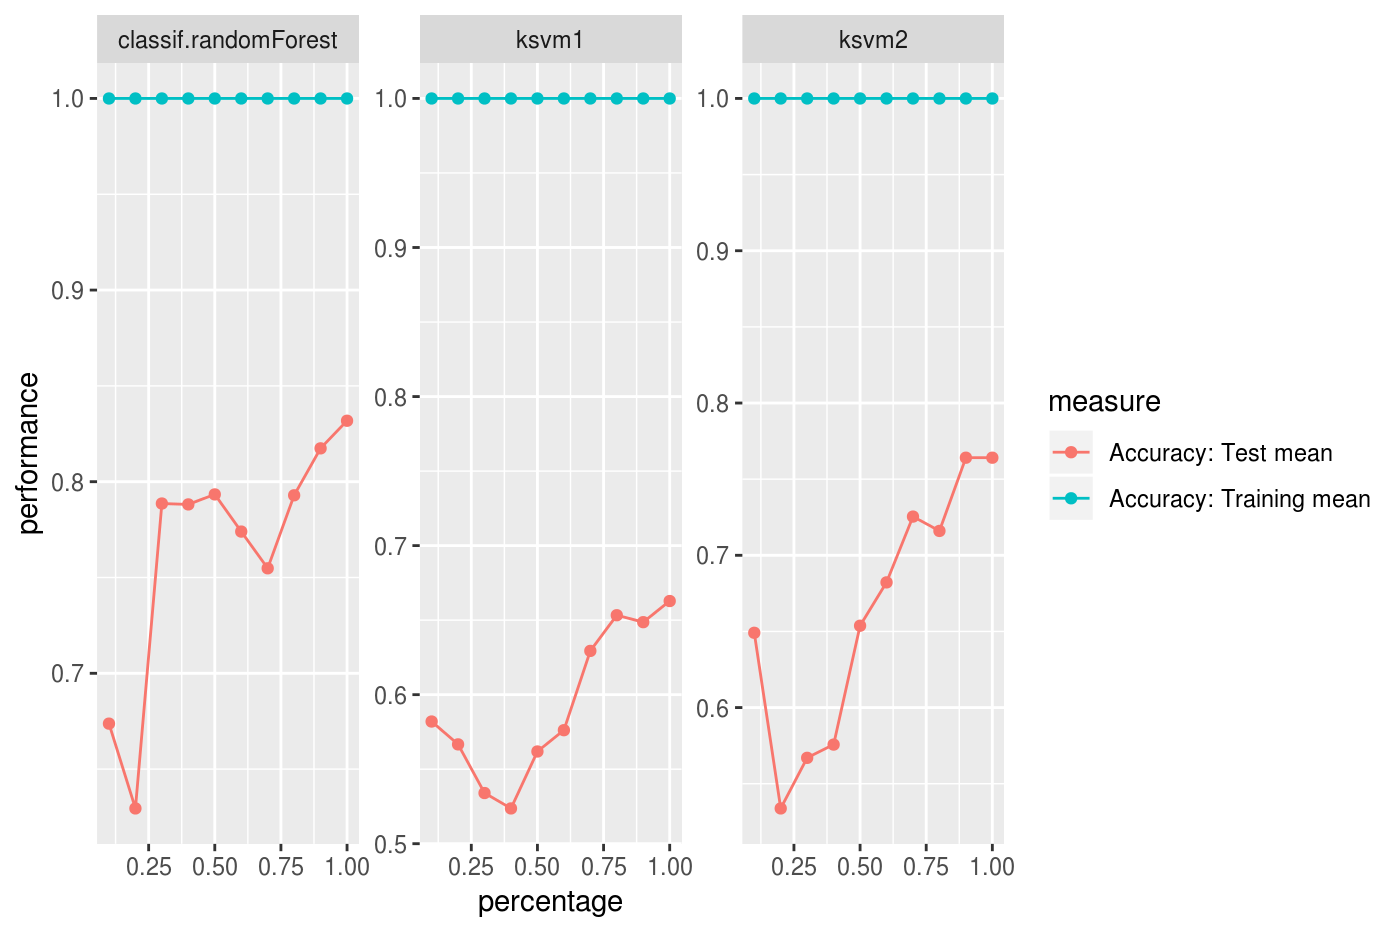 classif.randomForest
ksvm1
ksvm2
1.0
0.9
0.8
0.7
1.0
0.9
0.8
0.7
0.6
0.5
1.0
0.9
0.8
0.7
0.6
0.25 0.50 0.75 1.00
0.25 0.50 0.75 1.00
0.25 0.50 0.75 1.00
performance
percentage
measure
Accuracy: Test mean
Accuracy: Training mean